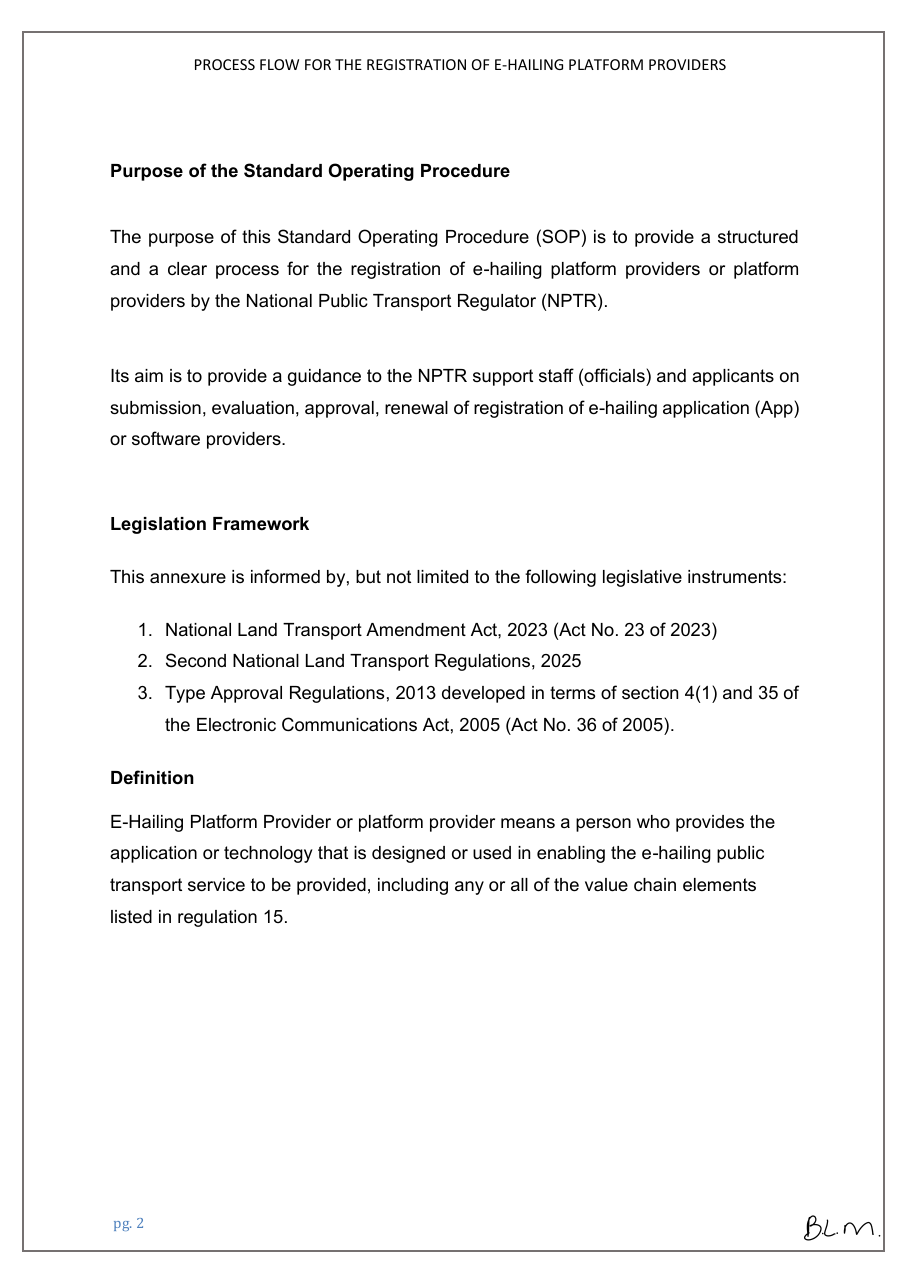 PROCESS FLOW FOR THE REGISTRATION OF E-HAILING PLATFORM PROVIDERS
Purpose of the Standard Operating Procedure
The purpose of this Standard Operating Procedure (SOP) is to provide a structured
and a clear process for the registration of e-hailing platform providers or platform
providers by the National Public Transport Regulator (NPTR).
Its aim is to provide a guidance to the NPTR support staff (officials) and applicants on
submission, evaluation, approval, renewal of registration of e-hailing application (App)
or software providers.
Legislation Framework
This annexure is informed by, but not limited to the following legislative instruments:
1. National Land Transport Amendment Act, 2023 (Act No. 23 of 2023)
2. Second National Land Transport Regulations, 2025
3. Type Approval Regulations, 2013 developed in terms of section 4(1) and 35 of
the Electronic Communications Act, 2005 (Act No. 36 of 2005).
Definition
E-Hailing Platform Provider or platform provider means a person who provides the
application or technology that is designed or used in enabling the e-hailing public
transport service to be provided, including any or all of the value chain elements
listed in regulation 15.
pg. 2
B.L.M.